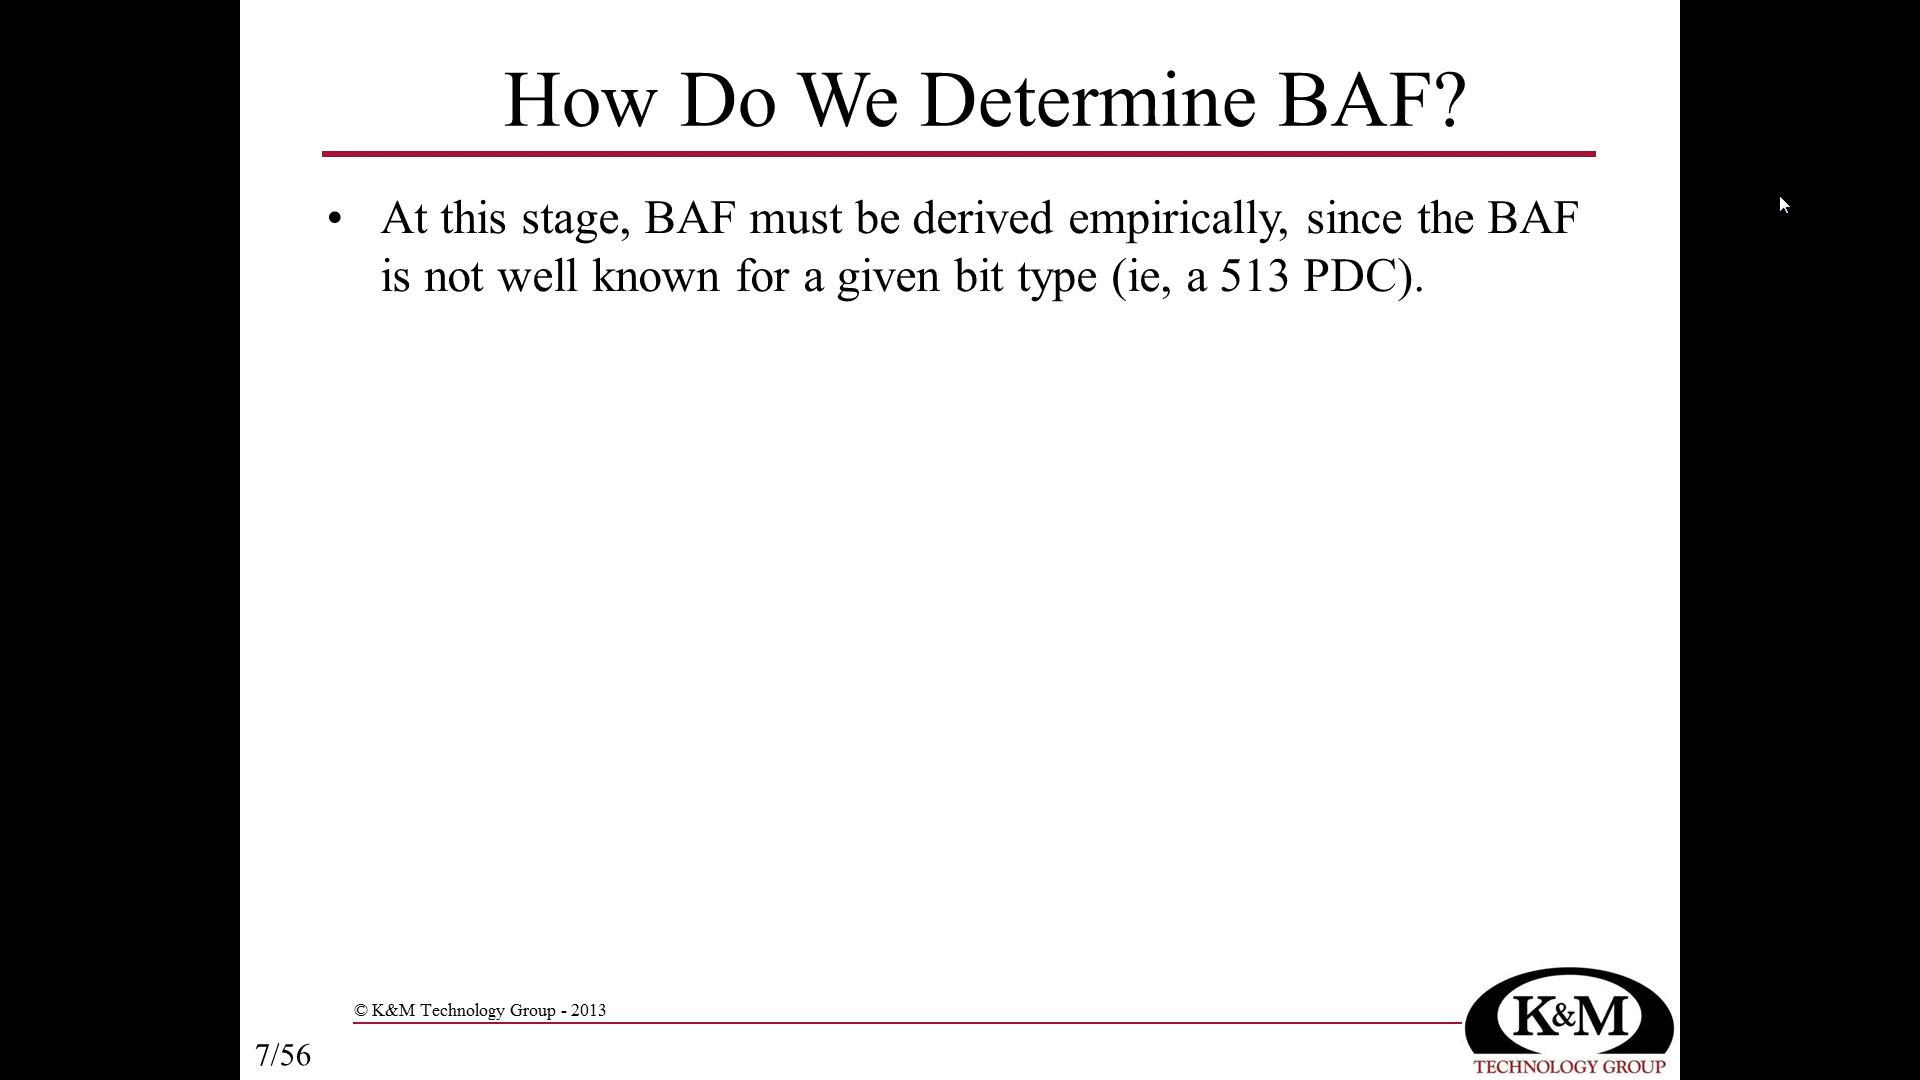 How Do We Determine BAF?
• At this stage, BAF must be derived empirically, since the BAF
is not well known for a given bit type (ie, a 513 PDC).
© K&M Technology Group - 2013
7/56
K&M
TECHNOLOGY GROUP